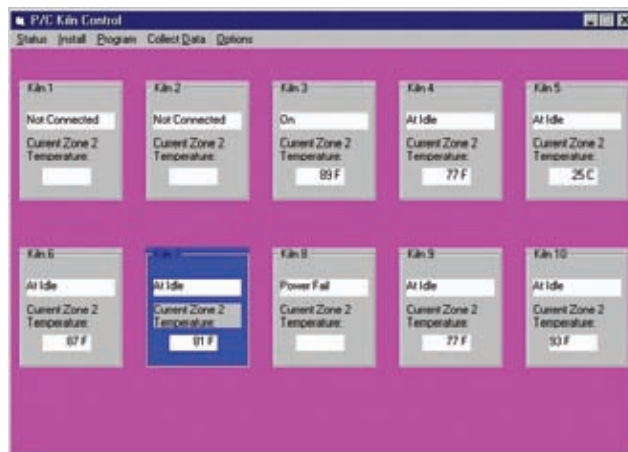 P/C Kiln Control
Status Install Program Collect Data Options
Kiln 1
Not Connected
Current Zone 2
Temperature:
Kiln 2
Not Connected
Current Zone 2
Temperature:
Kiln 3
On
Current Zone 2
Temperature:
89 F
Kiln 4
At Idle
Current Zone 2
Temperature:
77 F
Kiln 5
At Idle
Current Zone 2
Temperature:
25 C
Kiln 6
At Idle
Current Zone 2
Temperature:
87 F
Kiln 7
At Idle
Current Zone 2
Temperature:
81 F
Kiln 8
Power Fail
Current Zone 2
Temperature:
Kiln 9
At Idle
Current Zone 2
Temperature:
77 F
Kiln 10
At Idle
Current Zone 2
Temperature:
93 F